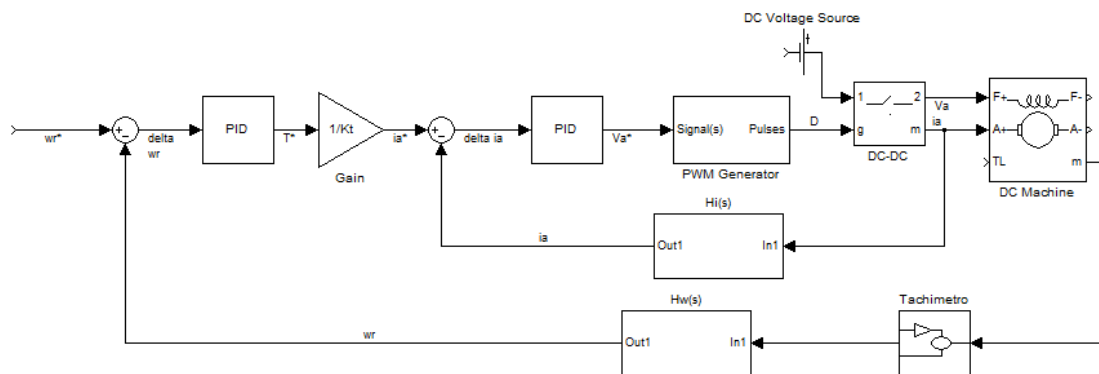 DC Voltage Source
wr*
+
-
delta
wr
PID
T*
1/Kt
Gain
ia*
+
-
delta ia
PID
Va*
Signal(s)
Pulses
PWM Generator
D
1
2
g
m
DC-DC
Va
ia
F+
F-
A+
A-
TL
m
DC Machine
Hi(s)
Out1
In1
ia
Hw(s)
Out1
In1
wr
Tachimetro